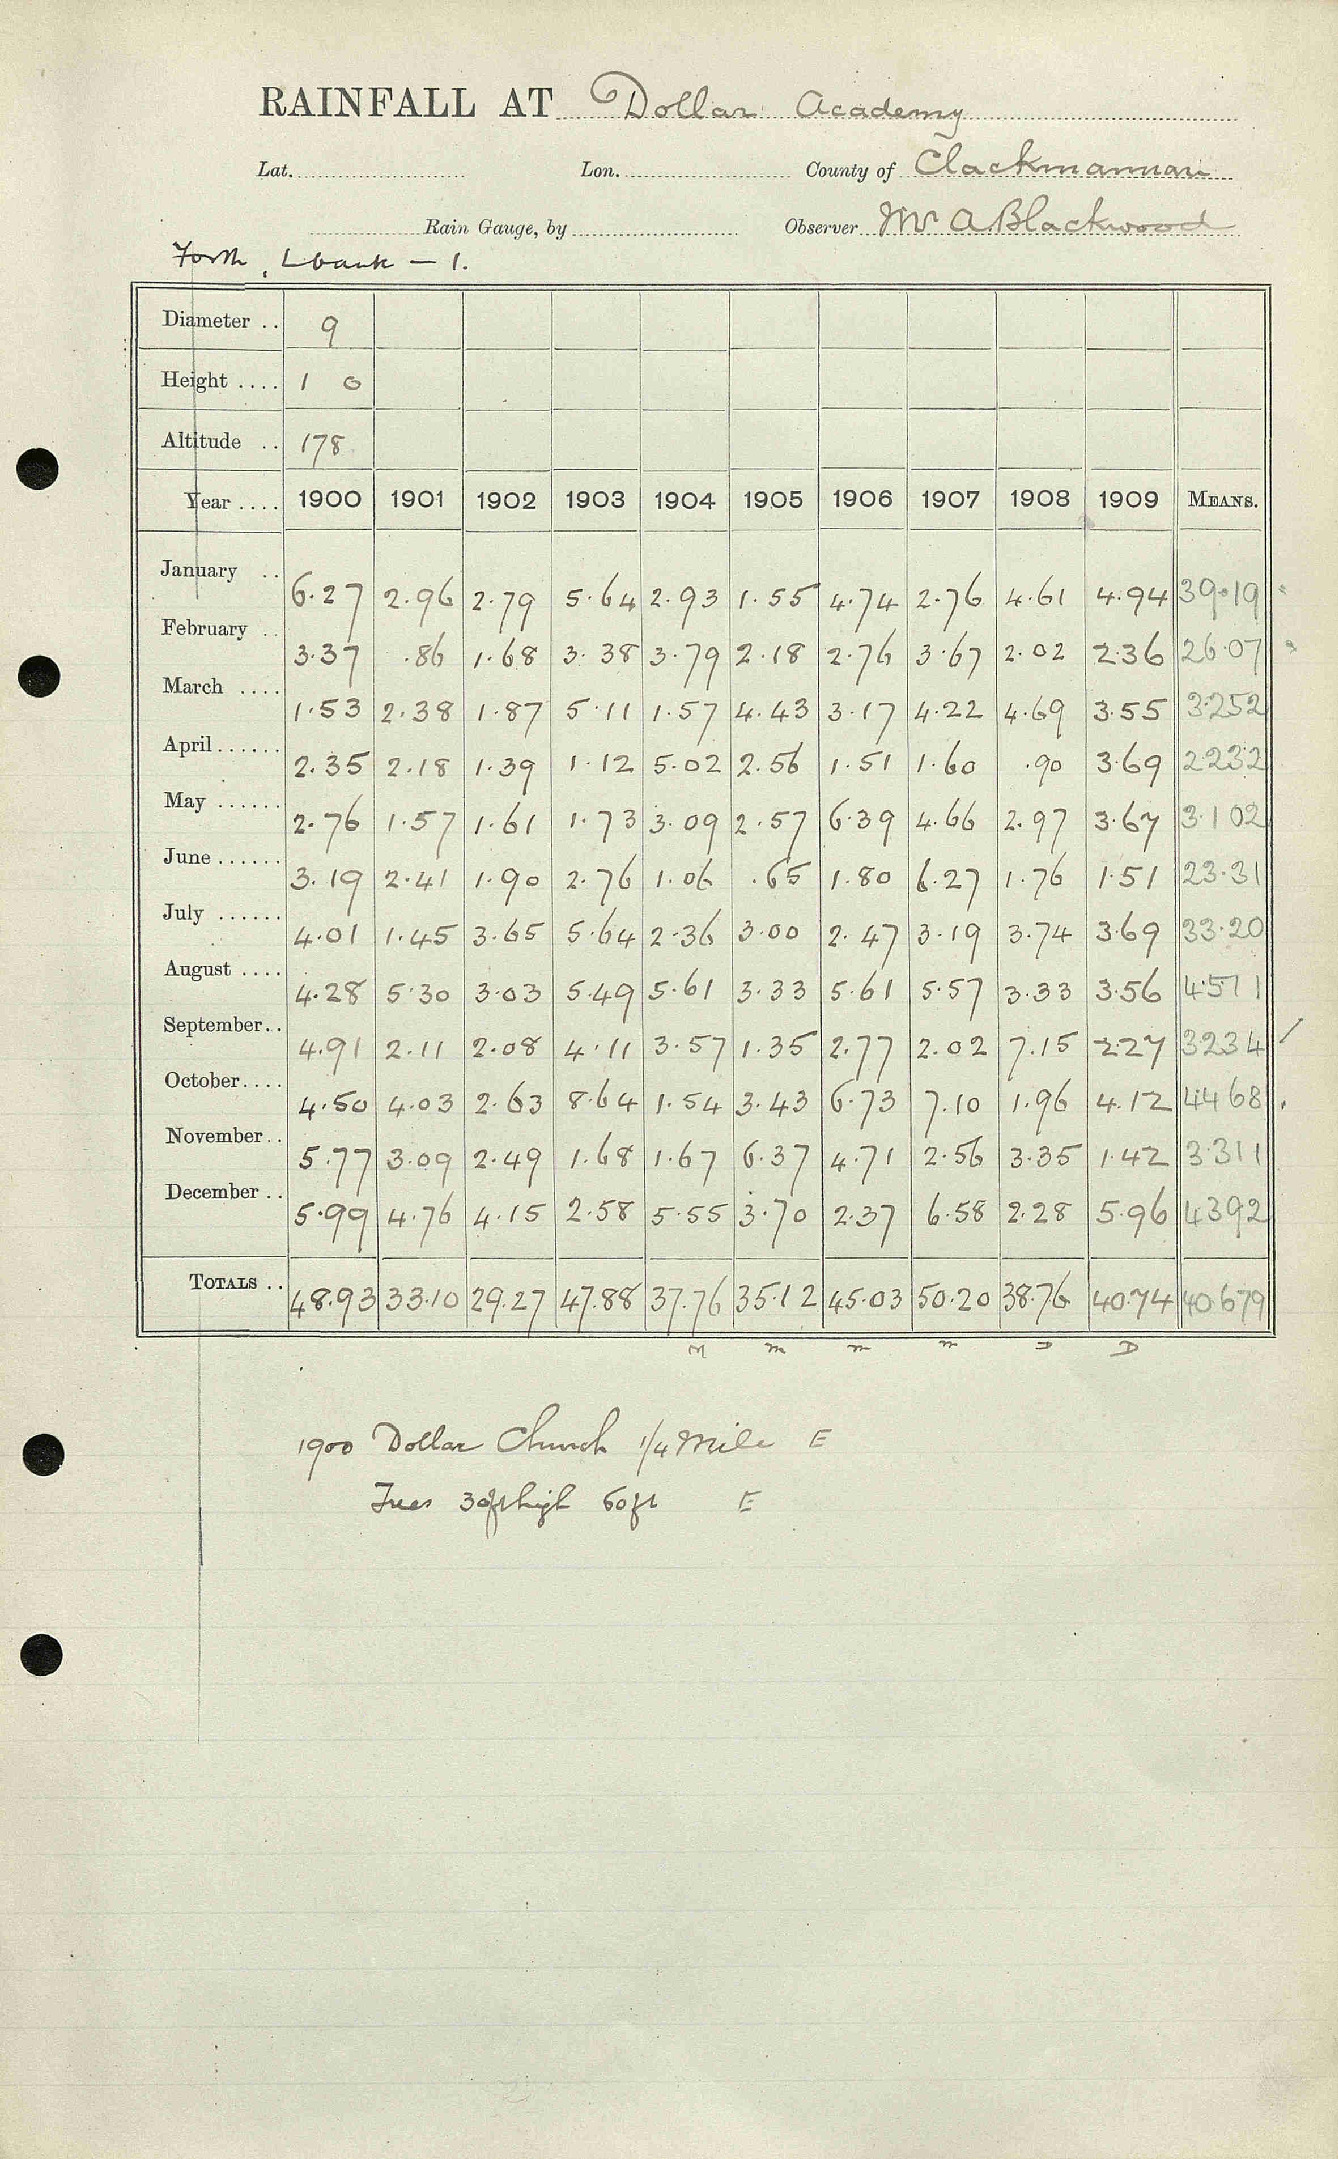 RAINFALL AT Dollar Academy
Lat. Lon. County of Clackmannan
Rain Gauge, by Observer Mr A Blackwood
Forth, L bank — 1.
Diameter .. 9
Height .... 1 0
Altitude .. 178
Year .... 1900 1901 1902 1903 1904 1905 1906 1907 1908 1909 MEANS.
January .. 6.27 2.96 2.79 5.64 2.93 1.55 4.74 2.76 4.61 4.94 39.19
February .. 3.37 .86 1.68 3.38 3.79 2.18 2.76 3.67 2.02 2.36 26.07
March .... 1.53 2.38 1.87 5.11 1.57 4.43 3.17 4.22 4.69 3.55 3.252
April ...... 2.35 2.18 1.39 1.12 5.02 2.56 1.51 1.60 .90 3.69 2.232
May ...... 2.76 1.57 1.61 1.73 3.09 2.57 6.39 4.66 2.97 3.67 3.102
June ...... 3.19 2.41 1.90 2.76 1.06 .65 1.80 6.27 1.76 1.51 23.31
July ...... 4.01 1.45 3.65 5.64 2.36 3.00 2.47 3.19 3.74 3.69 33.20
August .... 4.28 5.30 3.03 5.49 5.61 3.33 5.61 5.57 3.33 3.56 4.511
September.. 4.91 2.11 2.08 4.11 3.57 1.35 2.77 2.02 7.15 2.27 3234
October.... 4.50 4.03 2.63 8.64 1.54 3.43 6.73 7.10 1.96 4.12 44 68
November.. 5.77 3.09 2.49 1.68 1.67 6.37 4.71 2.56 3.35 1.42 3.311
December .. 5.99 4.76 4.15 2.58 5.55 3.70 2.37 6.58 2.28 5.96 4392
TOTALS .. 48.93 33.10 29.27 47.88 37.76 35.12 45.03 50.20 38.76 40.74 40.679
M m m m D D
1900 Dollar Church 1/4 Mile E
Trees 30ft high 60ft E